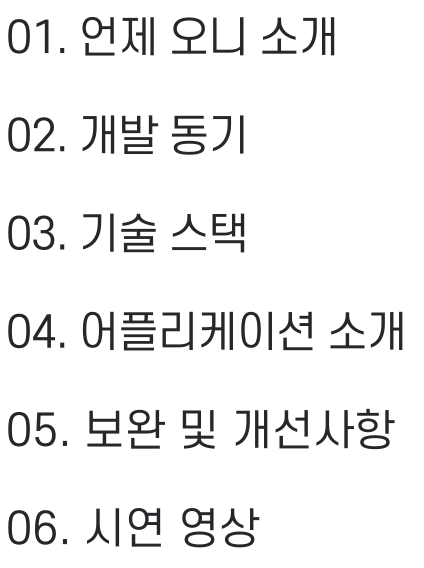 01. 언제 오니 소개
02. 개발 동기
03. 기술 스택
04. 어플리케이션 소개
05. 보완 및 개선사항
06. 시연 영상